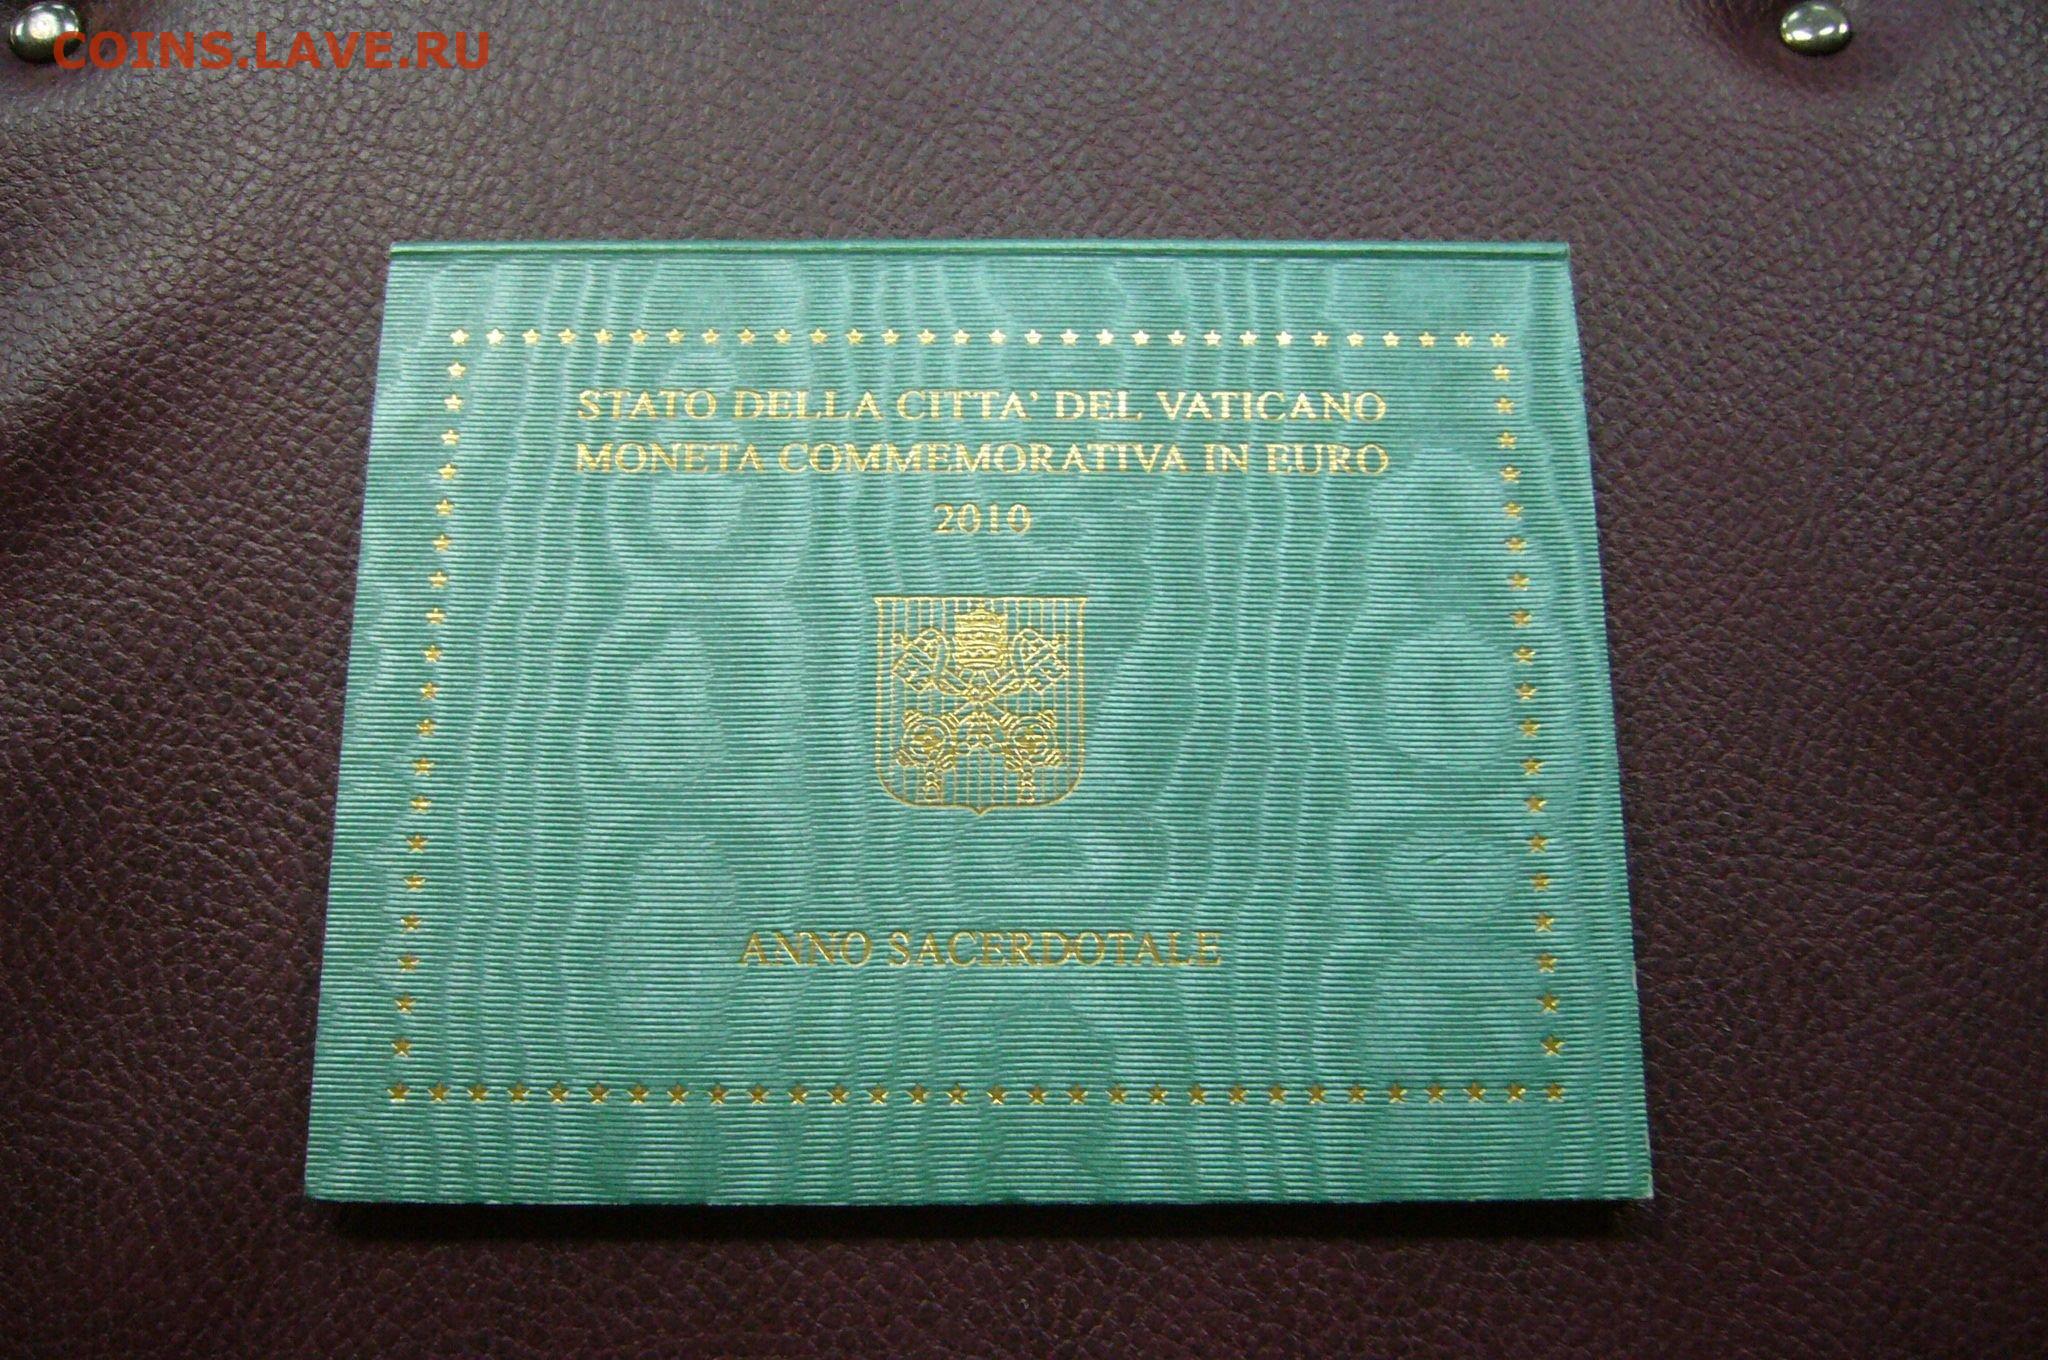 COINS.LAVE.RU
STATO DELLA CITTA' DEL VATICANO
MONETA COMMEMORATIVA IN EURO
2010
ANNO SACERDOTALE